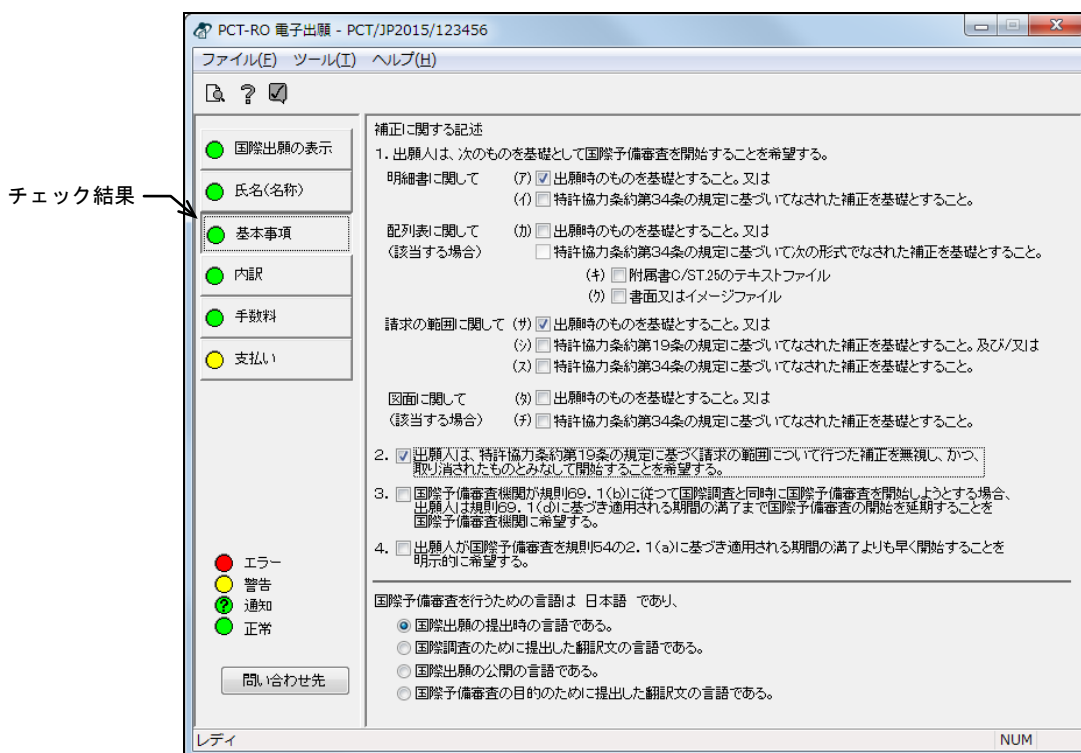 PCT-RO 電子出願 - PCT/JP2015/123456
ファイル(F) ツール(T) ヘルプ(H)
チェック結果
国際出願の表示
氏名(名称)
基本事項
内訳
手数料
支払い
エラー
警告
通知
正常
問い合わせ先
補正に関する記述
1. 出願人は、次のものを基礎として国際予備審査を開始することを希望する。
明細書に関して (ア) 出願時のものを基礎とすること。又は
(イ) 特許協力条約第34条の規定に基づいてなされた補正を基礎とすること。
配列表に関して (カ) 出願時のものを基礎とすること。又は
(該当する場合) 特許協力条約第34条の規定に基づいて次の形式でなされた補正を基礎とすること。
(キ) 附属書C/ST.25のテキストファイル
(ク) 書面又はイメージファイル
請求の範囲に関して (サ) 出願時のものを基礎とすること。又は
(シ) 特許協力条約第19条の規定に基づいてなされた補正を基礎とすること。及び/又は
(ス) 特許協力条約第34条の規定に基づいてなされた補正を基礎とすること。
図面に関して (タ) 出願時のものを基礎とすること。又は
(該当する場合) (チ) 特許協力条約第34条の規定に基づいてなされた補正を基礎とすること。
2. 出願人は、特許協力条約第19条の規定に基づく請求の範囲について行つた補正を無視し、かつ、
取り消されたものとみなして開始することを希望する。
3. 国際予備審査機関が規則69.1(b)に従つて国際調査と同時に国際予備審査を開始しようとする場合、
出願人は規則69.1(d)に基づき適用される期間の満了まで国際予備審査の開始を延期することを
国際予備審査機関に希望する。
4. 出願人が国際予備審査を規則54の2.1(a)に基づき適用される期間の満了よりも早く開始することを
明示的に希望する。
国際予備審査を行うための言語は 日本語 であり、
国際出願の提出時の言語である。
国際調査のために提出した翻訳文の言語である。
国際出願の公開の言語である。
国際予備審査の目的のために提出した翻訳文の言語である。
レディ NUM